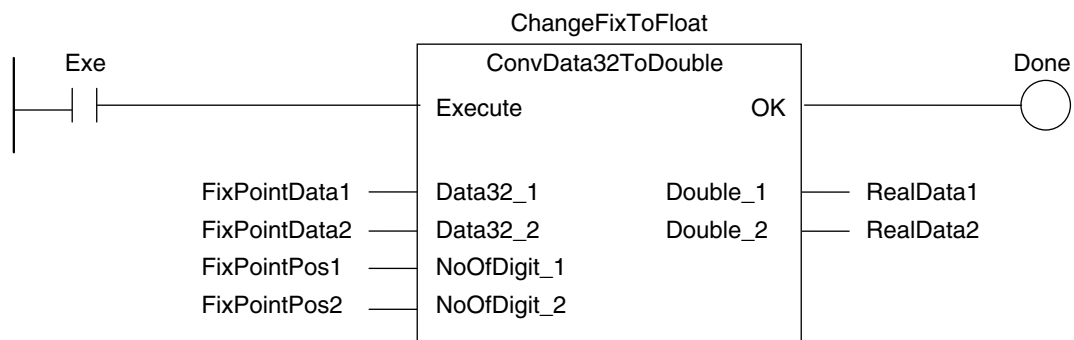 ChangeFixToFloat
Exe
ConvData32ToDouble
Done
Execute
OK
FixPointData1
Data32_1
Double_1
RealData1
FixPointData2
Data32_2
Double_2
RealData2
FixPointPos1
NoOfDigit_1
FixPointPos2
NoOfDigit_2